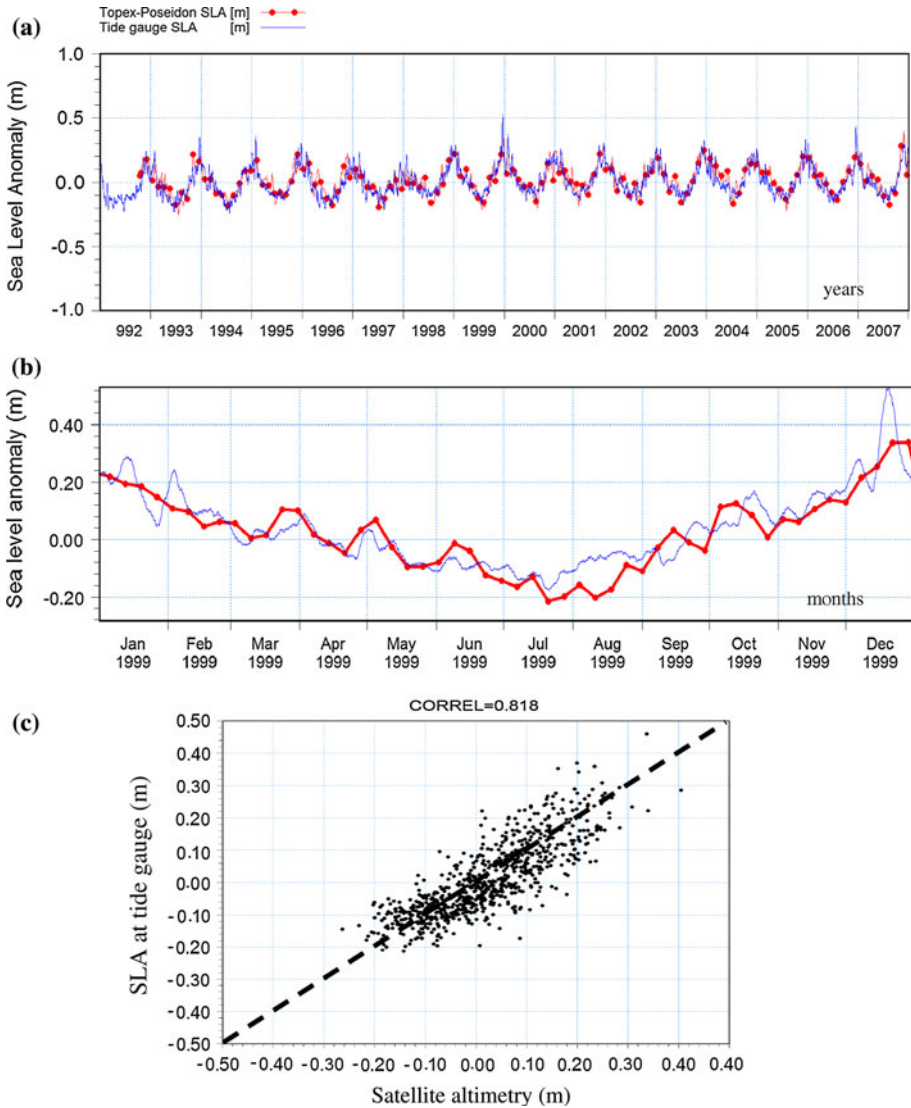 (a)
Topex-Poseidon SLA [m]
Tide gauge SLA [m]
Sea Level Anomaly (m)
1.0
0.5
0.0
-0.5
-1.0
years
992 1993 1994 1995 1996 1997 1998 1999 2000 2001 2002 2003 2004 2005 2006 2007
(b)
Sea level anomaly (m)
0.40
0.20
0.00
-0.20
months
Jan Feb Mar Apr May Jun Jul Aug Sep Oct Nov Dec
1999 1999 1999 1999 1999 1999 1999 1999 1999 1999 1999 1999
(c)
CORREL=0.818
SLA at tide gauge (m)
0.50
0.40
0.30
0.20
0.10
0.00
-0.10
-0.20
-0.30
-0.40
-0.50
-0.50 -0.40 -0.30 -0.20 -0.10 0.00 0.10 0.20 0.30 0.40 0.40
Satellite altimetry (m)